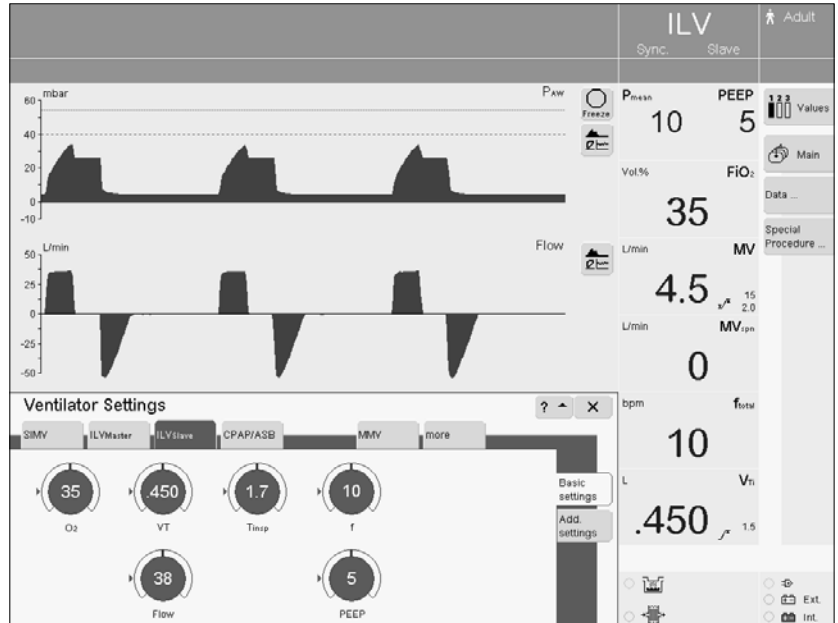 ILV
Sync. Slave
Adult
mbar
PAW
60
40
20
0
-10
Freeze
L/min
Flow
50
25
0
-25
-50
Pmean PEEP
10 5
Vol.% FiO2
35
L/min MV
4.5 15
2.0
L/min MVspn
0
bpm ftotal
10
L VTi
.450 1.5
1 2 3
Values
Main
Data ...
Special
Procedure ...
Ventilator Settings
?
SIMV ILVMaster ILVSlave CPAP/ASB MMV more
35 .450 1.7 10
O2 VT Tinsp f
38 5
Flow PEEP
Basic
settings
Add.
settings
Ext.
Int.